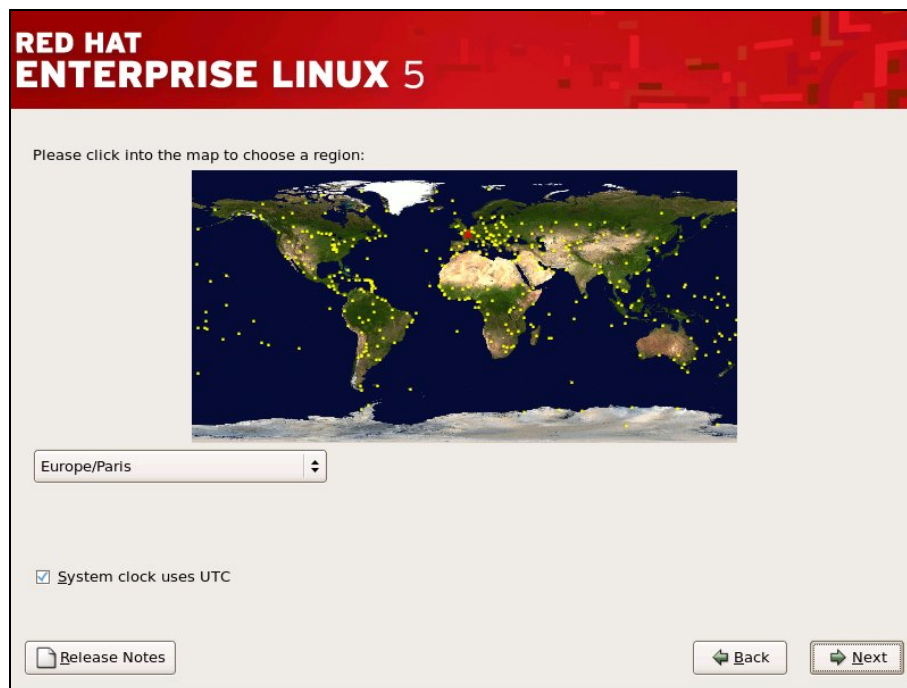 RED HAT
ENTERPRISE LINUX 5
Please click into the map to choose a region:
Europe/Paris
System clock uses UTC
Release Notes
Back
Next